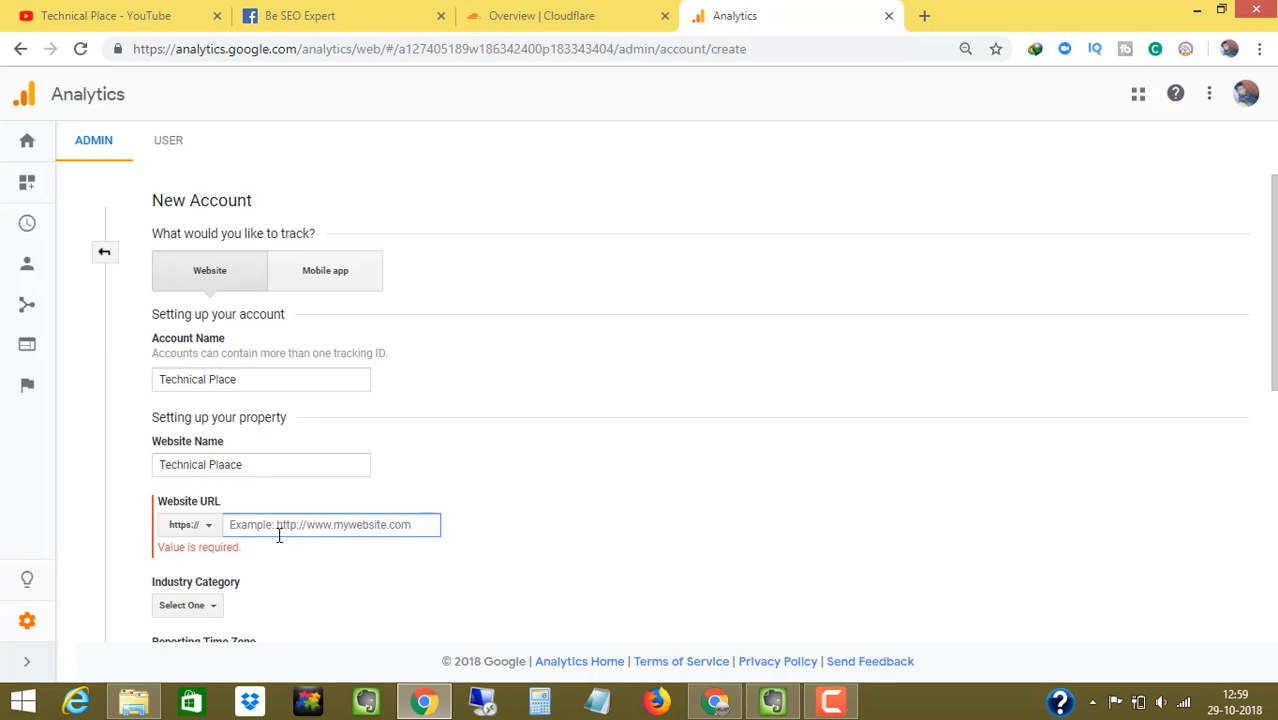 Technical Place - YouTube
Be SEO Expert
Overview | Cloudflare
Analytics
https://analytics.google.com/analytics/web/#/a127405189w186342400p183343404/admin/account/create
Analytics
ADMIN
USER
New Account
What would you like to track?
Website
Mobile app
Setting up your account
Account Name
Accounts can contain more than one tracking ID.
Technical Place
Setting up your property
Website Name
Technical Plaace
Website URL
https://
Example: http://www.mywebsite.com
Value is required.
Industry Category
Select One
Reporting Time Zone
© 2018 Google | Analytics Home | Terms of Service | Privacy Policy | Send Feedback
12:59
29-10-2018